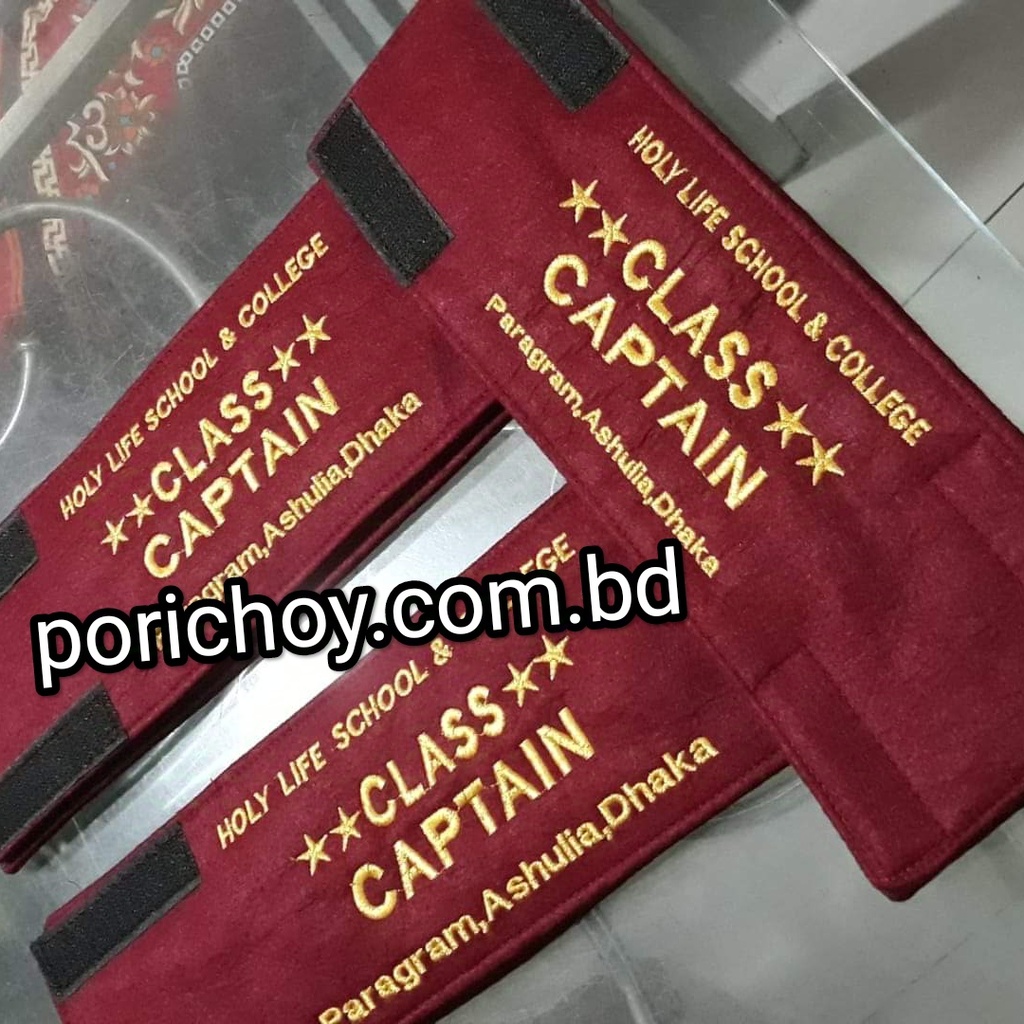 HOLY LIFE SCHOOL & COLLEGE
★★CLASS★★
CAPTAIN
Paragram,Ashulia,Dhaka
HOLY LIFE SCHOOL & COLLEGE
★★CLASS★★
CAPTAIN
Ashulia,Dhaka
porichoy.com.bd
HOLY LIFE SCHOOL &
★★CLASS★★
CAPTAIN
Paragram,Ashulia,Dhaka